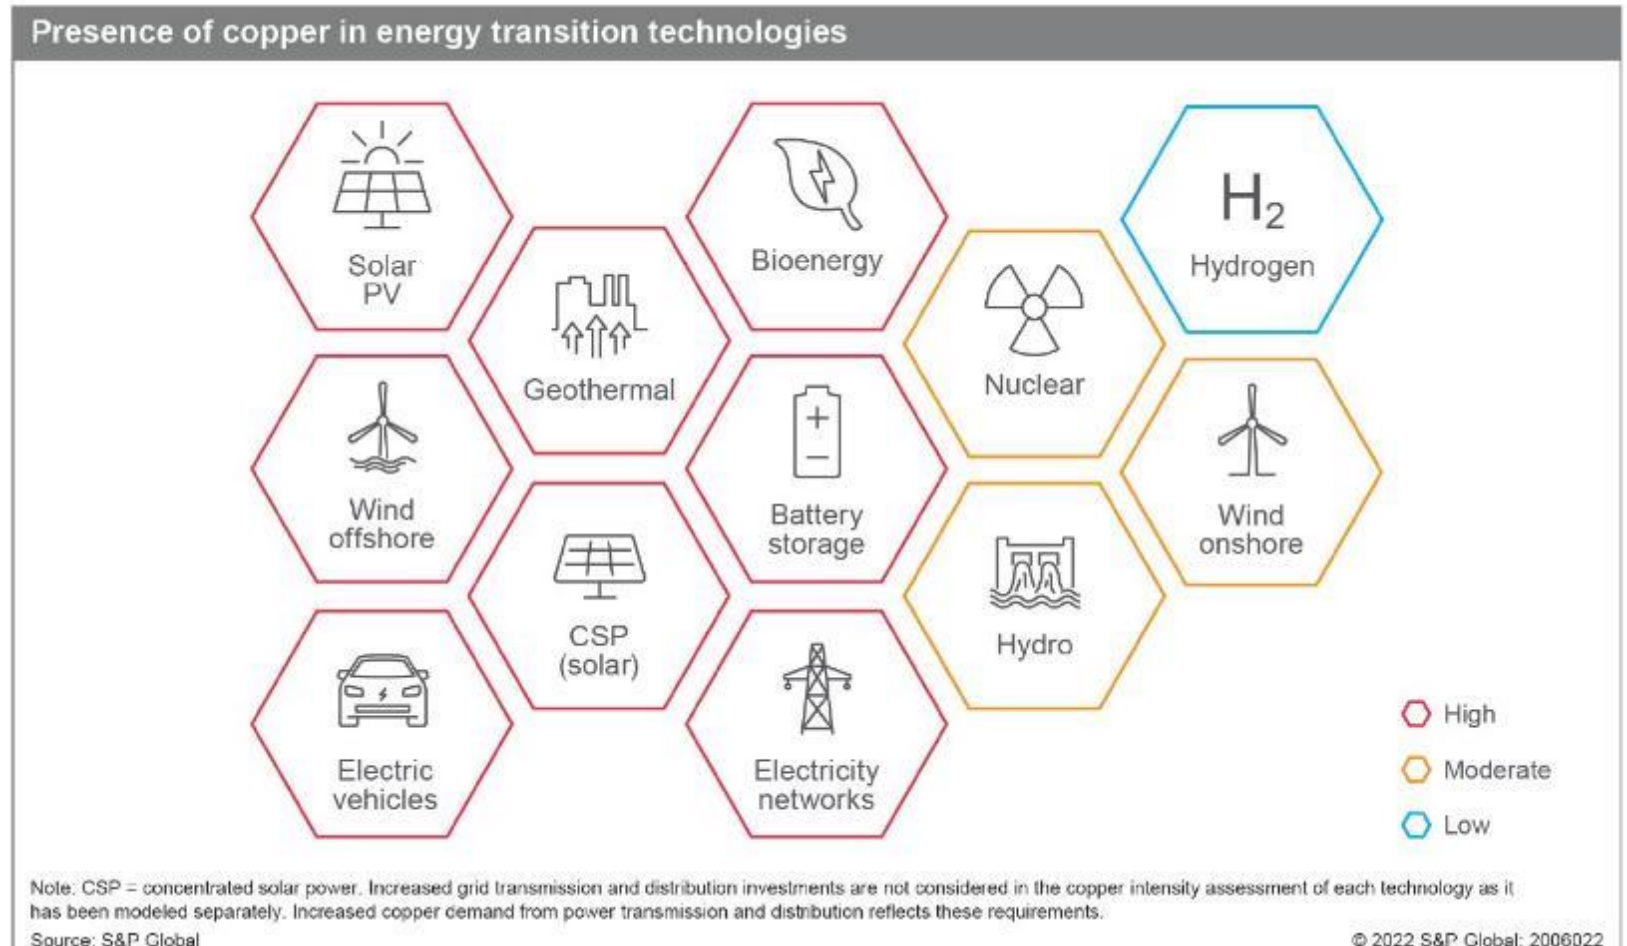 Presence of copper in energy transition technologies
Solar
PV
Bioenergy
H2
Hydrogen
Geothermal
Nuclear
Wind
offshore
+
−
Battery
storage
Wind
onshore
CSP
(solar)
Hydro
Electric
vehicles
Electricity
networks
High
Moderate
Low
Note: CSP = concentrated solar power. Increased grid transmission and distribution investments are not considered in the copper intensity assessment of each technology as it
has been modeled separately. Increased copper demand from power transmission and distribution reflects these requirements.
Source: S&P Global
© 2022 S&P Global: 2006022